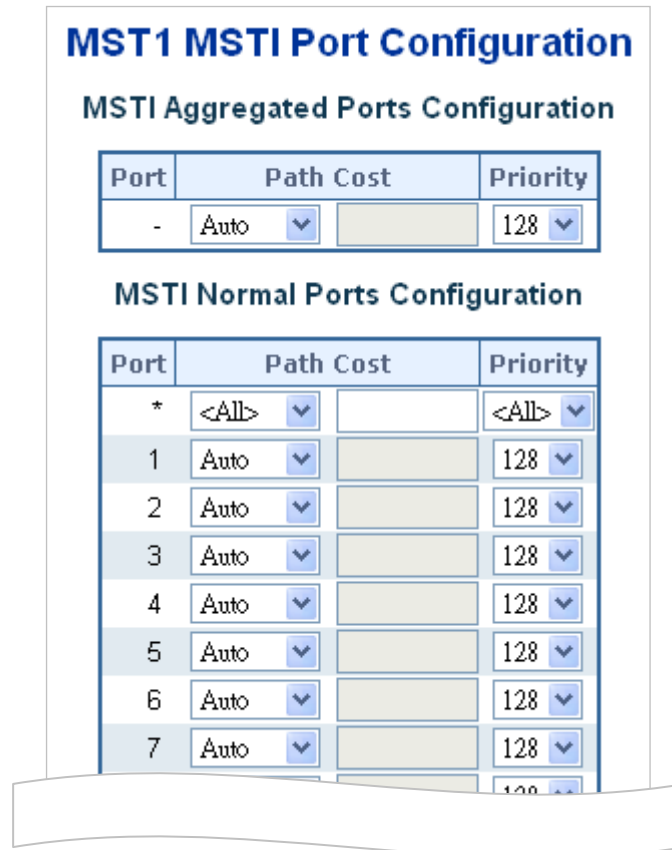 MST1 MSTI Port Configuration
MSTI Aggregated Ports Configuration
Port Path Cost Priority
- Auto 128
MSTI Normal Ports Configuration
Port Path Cost Priority
* <All> <All>
1 Auto 128
2 Auto 128
3 Auto 128
4 Auto 128
5 Auto 128
6 Auto 128
7 Auto 128